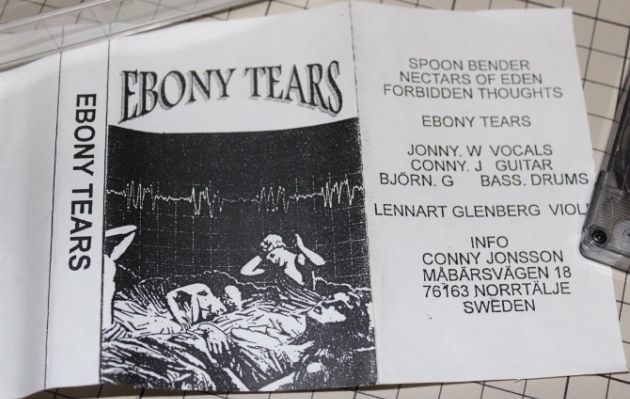 EBONY TEARS
EBONY TEARS
SPOON BENDER
NECTARS OF EDEN
FORBIDDEN THOUGHTS
EBONY TEARS
JONNY. W VOCALS
CONNY. J GUITAR
BJÖRN. G BASS. DRUMS
LENNART GLENBERG
INFO
CONNY JONSSON
MÅBÄRSVÄGEN 18
76163 NORRTÄLJE
SWEDEN